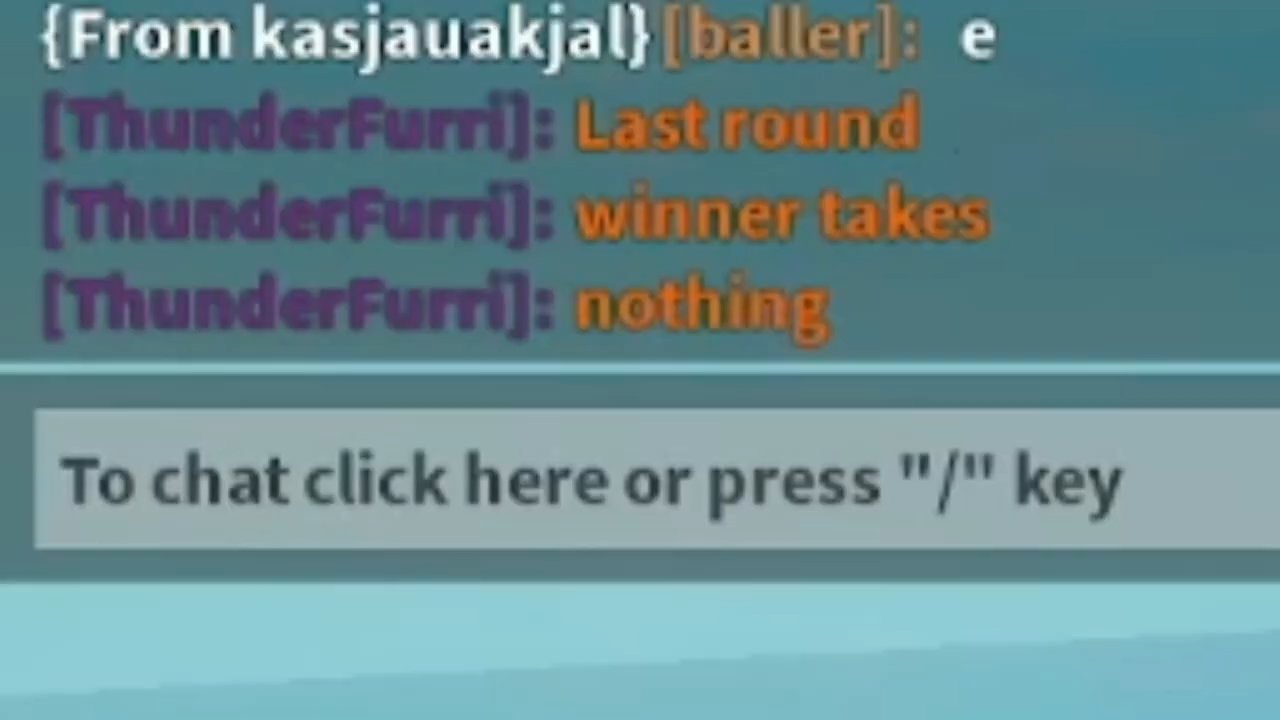 {From kasjauakjal} [baller]: e
[ThunderFurri]: Last round
[ThunderFurri]: winner takes
[ThunderFurri]: nothing
To chat click here or press "/" key